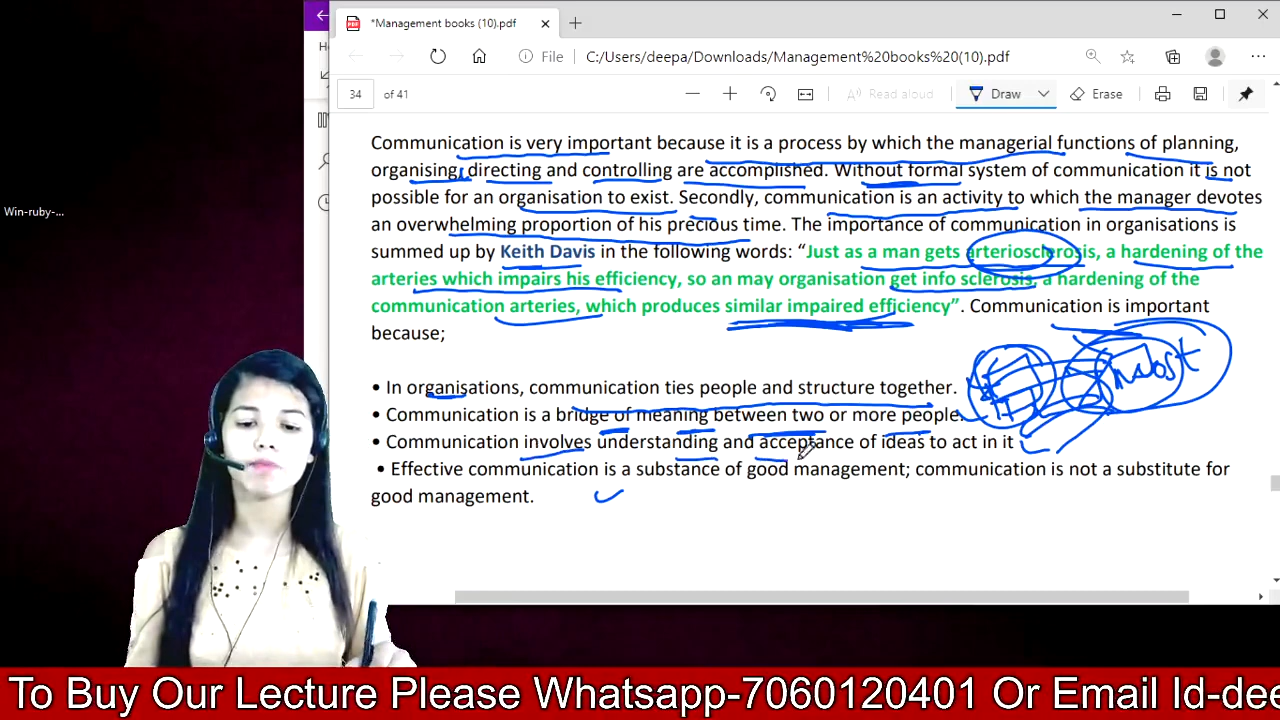 *Management books (10).pdf
File C:/Users/deepa/Downloads/Management%20books%20(10).pdf
34 of 41 Read aloud Draw Erase
Win-ruby-...
Communication is very important because it is a process by which the managerial functions of planning,
organising, directing and controlling are accomplished. Without formal system of communication it is not
possible for an organisation to exist. Secondly, communication is an activity to which the manager devotes
an overwhelming proportion of his precious time. The importance of communication in organisations is
summed up by Keith Davis in the following words: “Just as a man gets arteriosclerosis, a hardening of the
arteries which impairs his efficiency, so an may organisation get info sclerosis, a hardening of the
communication arteries, which produces similar impaired efficiency”. Communication is important
because;
• In organisations, communication ties people and structure together.
• Communication is a bridge of meaning between two or more people.
• Communication involves understanding and acceptance of ideas to act in it
• Effective communication is a substance of good management; communication is not a substitute for
good management.
To Buy Our Lecture Please Whatsapp-7060120401 Or Email Id-dee